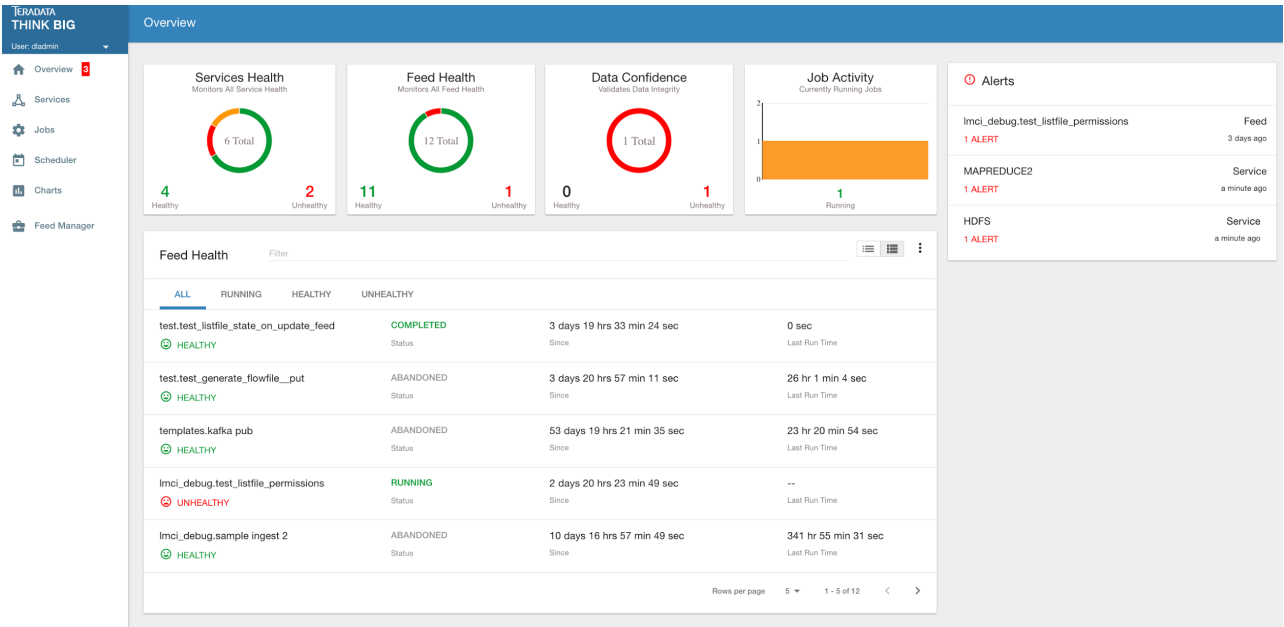 TERADATA
THINK BIG
User: dladmin
Overview
Overview 3
Services
Jobs
Scheduler
Charts
Feed Manager
Services Health
Monitors All Service Health
6 Total
4
Healthy
2
Unhealthy
Feed Health
Monitors All Feed Health
12 Total
11
Healthy
1
Unhealthy
Data Confidence
Validates Data Integrity
1 Total
0
Healthy
1
Unhealthy
Job Activity
Currently Running Jobs
2
1
0
1
Running
Alerts
lmci_debug.test_listfile_permissions Feed
1 ALERT 3 days ago
MAPREDUCE2 Service
1 ALERT a minute ago
HDFS Service
1 ALERT a minute ago
Feed Health Filter
ALL RUNNING HEALTHY UNHEALTHY
test.test_listfile_state_on_update_feed COMPLETED 3 days 19 hrs 33 min 24 sec 0 sec
HEALTHY Status Since Last Run Time
test.test_generate_flowfile__put ABANDONED 3 days 20 hrs 57 min 11 sec 26 hr 1 min 4 sec
HEALTHY Status Since Last Run Time
templates.kafka pub ABANDONED 53 days 19 hrs 21 min 35 sec 23 hr 20 min 54 sec
HEALTHY Status Since Last Run Time
lmci_debug.test_listfile_permissions RUNNING 2 days 20 hrs 23 min 49 sec --
UNHEALTHY Status Since Last Run Time
lmci_debug.sample ingest 2 ABANDONED 10 days 16 hrs 57 min 49 sec 341 hr 55 min 31 sec
HEALTHY Status Since Last Run Time
Rows per page 5 1 - 5 of 12